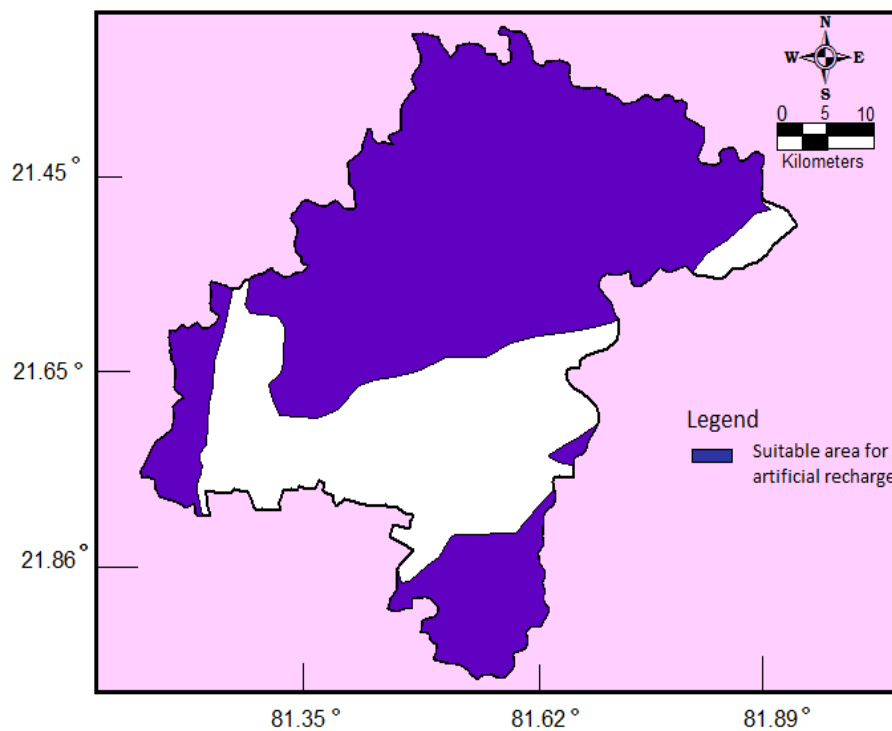 N
W E
S
0 5 10
Kilometers
21.45 °
21.65 °
21.86 °
Legend
Suitable area for
artificial recharge
81.35 °
81.62 °
81.89 °